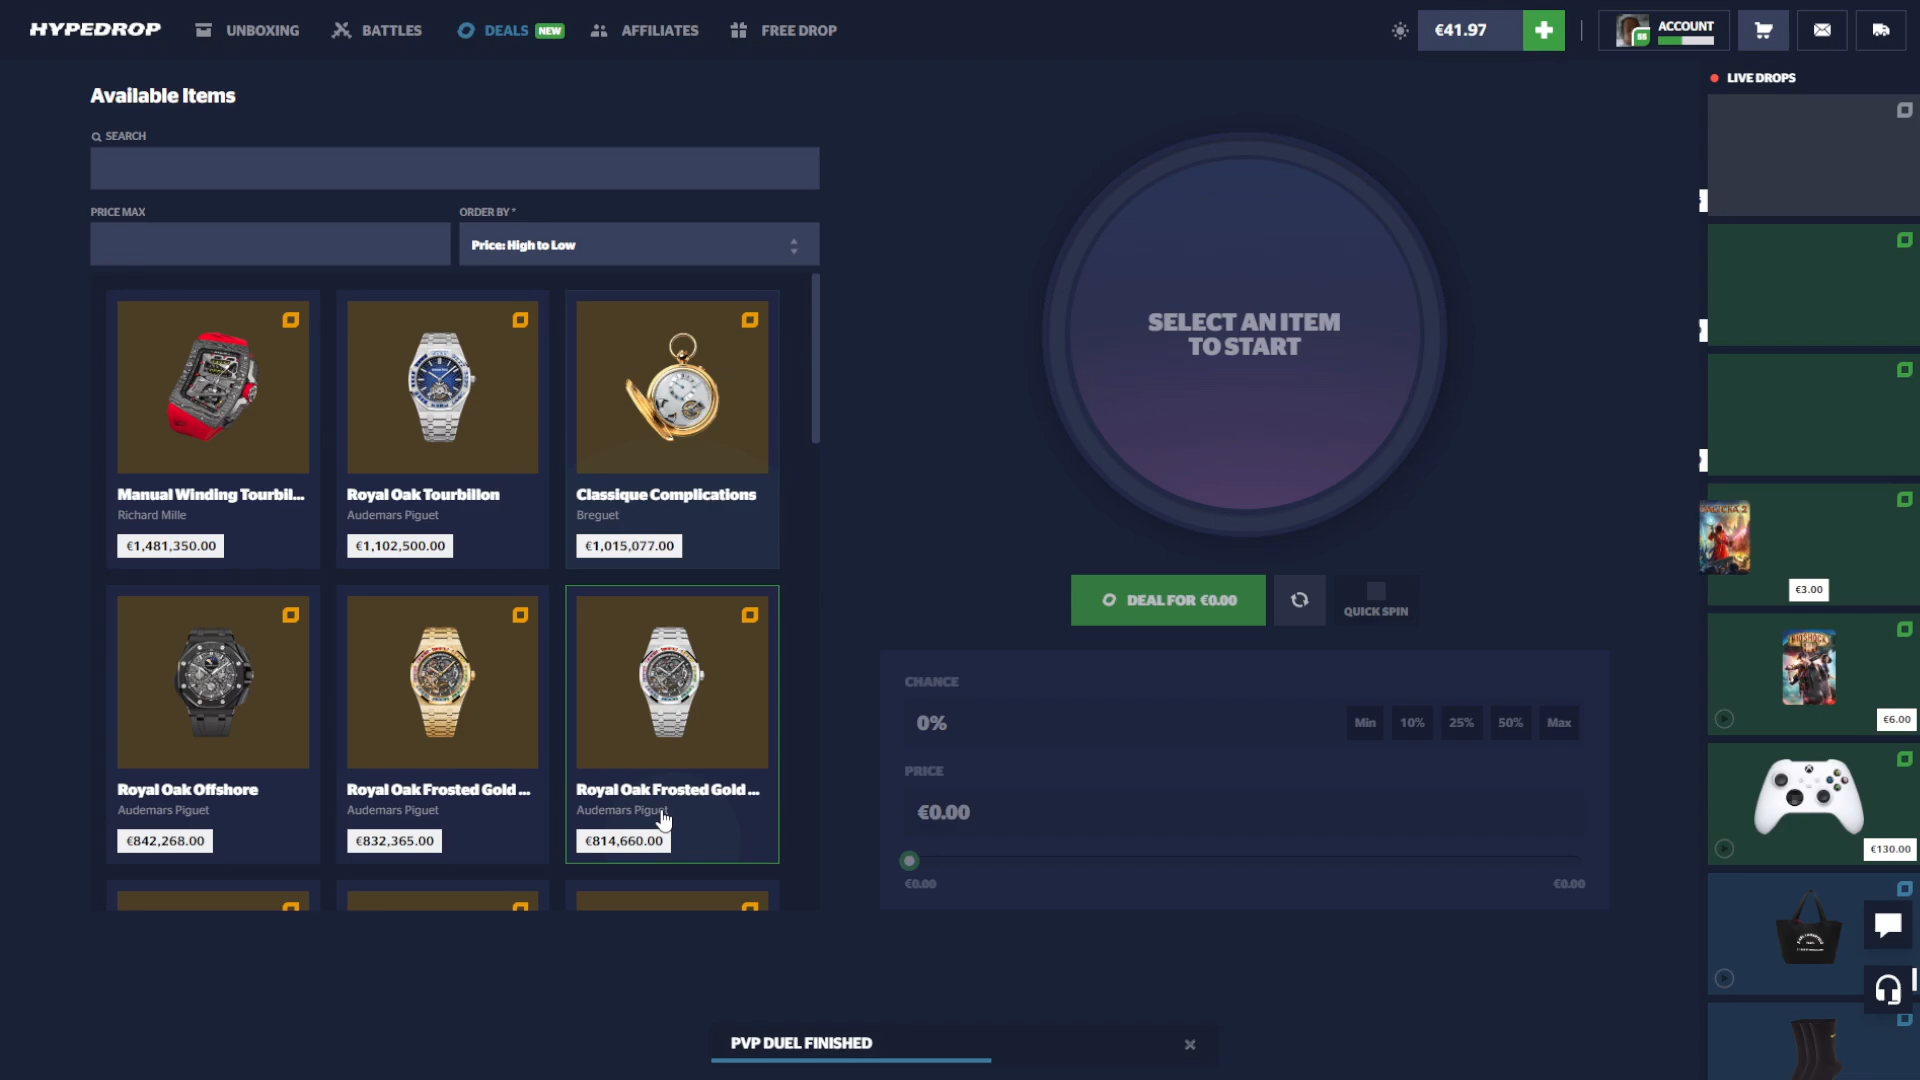 HYPEDROP
UNBOXING
BATTLES
DEALS NEW
AFFILIATES
FREE DROP
€41.97
55
ACCOUNT
LIVE DROPS
Available Items
SEARCH
PRICE MAX
ORDER BY *
Price: High to Low
Manual Winding Tourbil...
Richard Mille
€1,481,350.00
Royal Oak Tourbillon
Audemars Piguet
€1,102,500.00
Classique Complications
Breguet
€1,015,077.00
Royal Oak Offshore
Audemars Piguet
€842,268.00
Royal Oak Frosted Gold ...
Audemars Piguet
€832,365.00
Royal Oak Frosted Gold ...
Audemars Piguet
€814,660.00
SELECT AN ITEM
TO START
DEAL FOR €0.00
QUICK SPIN
CHANCE
0%
Min
10%
25%
50%
Max
PRICE
€0.00
€0.00
€0.00
€3.00
€6.00
€130.00
PVP DUEL FINISHED